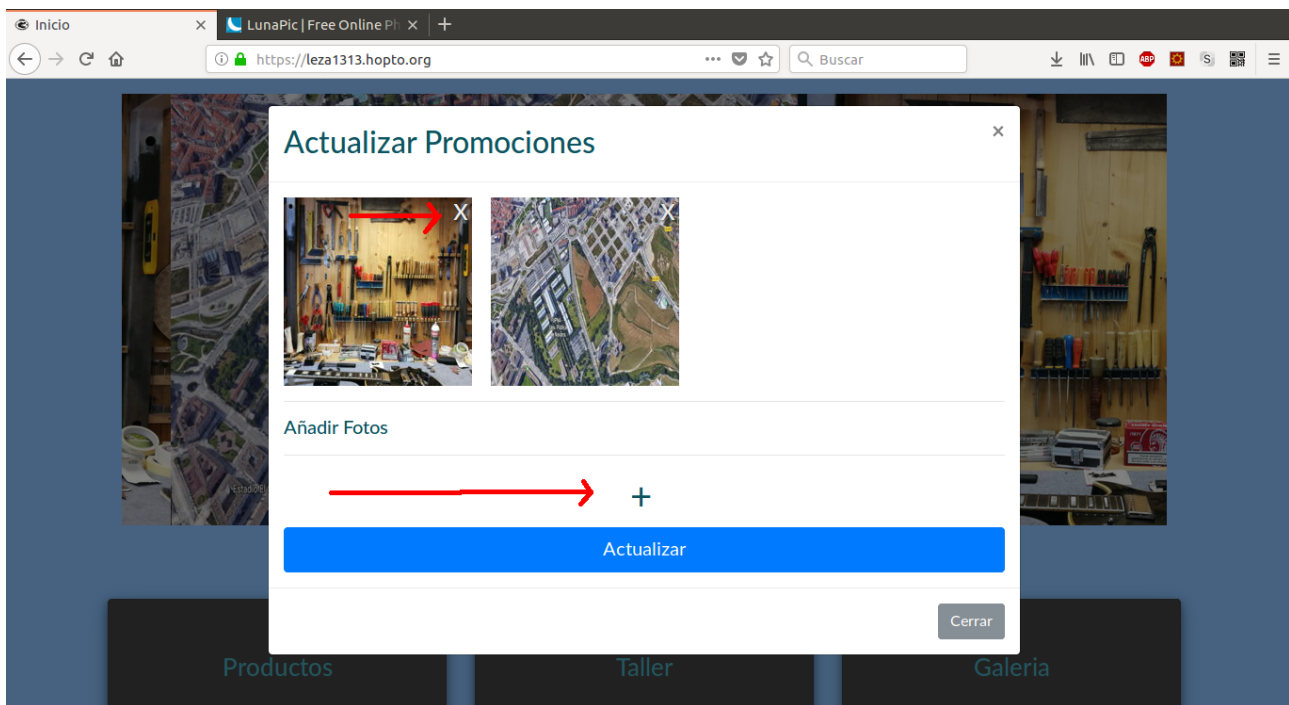 Inicio
LunaPic | Free Online Ph
https://leza1313.hopto.org
Buscar
ABP
S
Actualizar Promociones
×
X
X
Añadir Fotos
+
Actualizar
Cerrar
Productos
Taller
Galeria